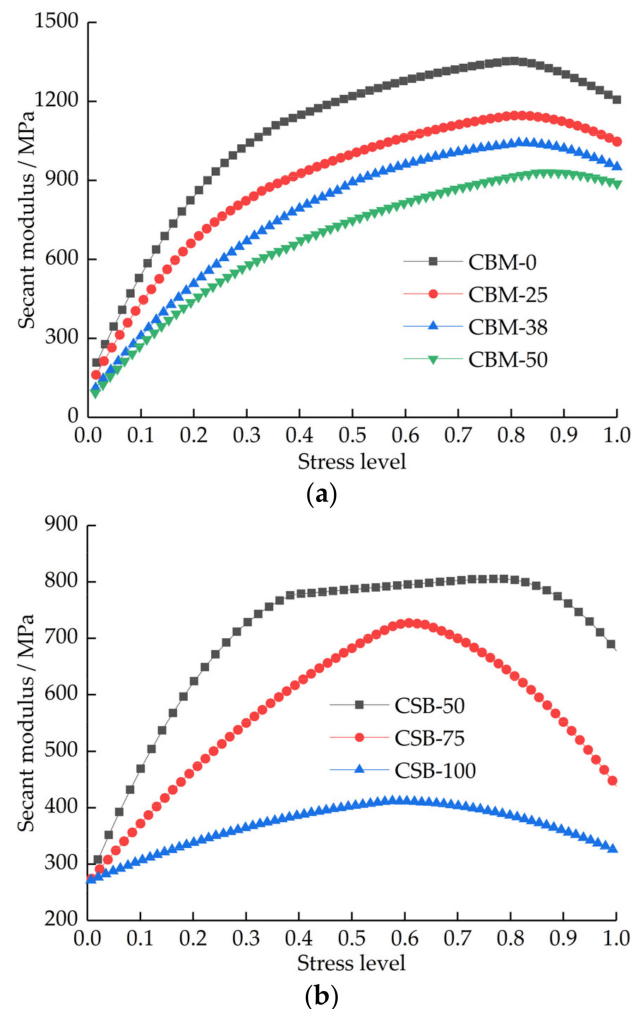 1500
1200
900
600
300
0
Secant modulus / MPa
CBM-0
CBM-25
CBM-38
CBM-50
0.0 0.1 0.2 0.3 0.4 0.5 0.6 0.7 0.8 0.9 1.0
Stress level
(a)
900
800
700
600
500
400
300
200
Secant modulus / MPa
CSB-50
CSB-75
CSB-100
0.0 0.1 0.2 0.3 0.4 0.5 0.6 0.7 0.8 0.9 1.0
Stress level
(b)